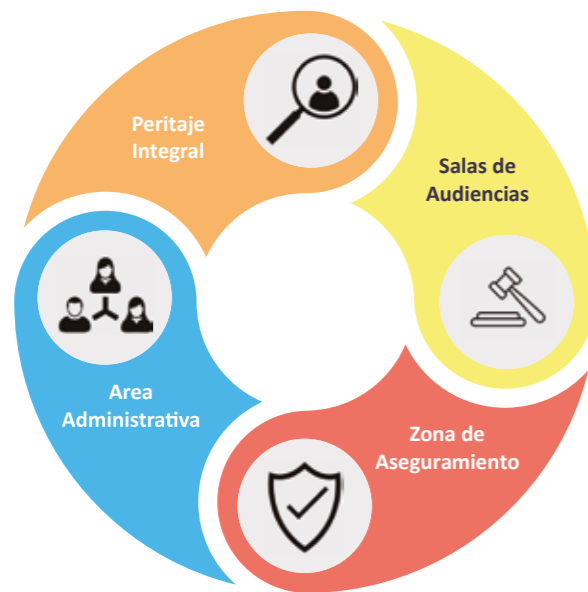 Peritaje
Integral
Salas de
Audiencias
Area
Administrativa
Zona de
Aseguramiento